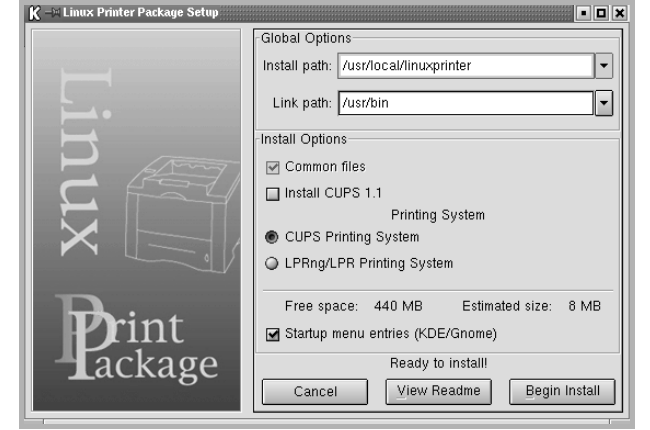 Linux Printer Package Setup
Linux
Print
Package
Global Options
Install path: /usr/local/linuxprinter
Link path: /usr/bin
Install Options
Common files
Install CUPS 1.1
Printing System
CUPS Printing System
LPRng/LPR Printing System
Free space: 440 MB Estimated size: 8 MB
Startup menu entries (KDE/Gnome)
Ready to install!
Cancel View Readme Begin Install